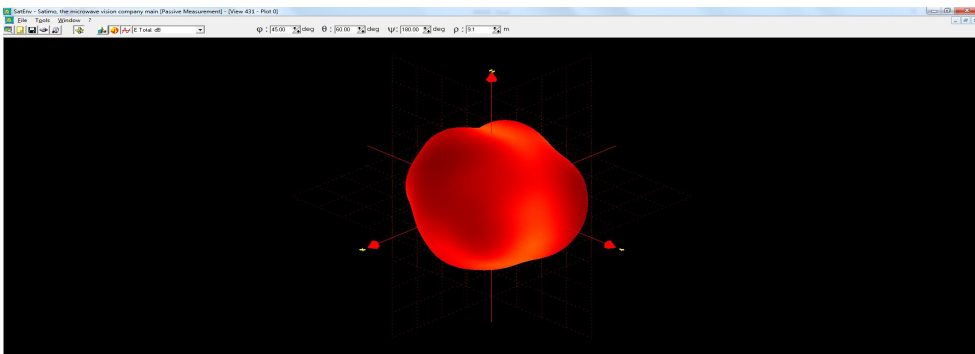 SatEnv - Satimo, the microwave vision company main [Passive Measurement] - [View 431 - Plot 0]
File Tools Window ?
E Total dB φ : 45.00 deg θ : 60.00 deg ψ : 180.00 deg ρ : 9.1 m